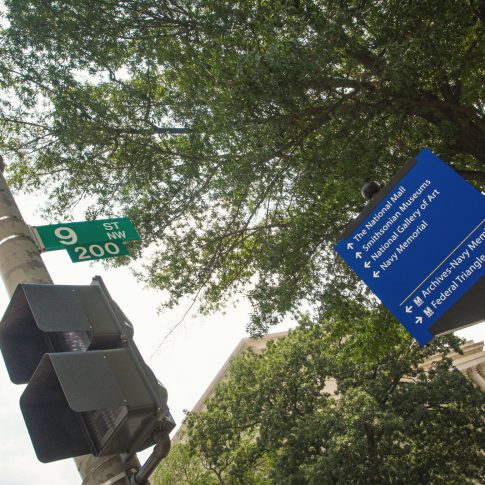 9 ST
NW
200
↑ The National Mall
↑ Smithsonian Museums
← National Gallery of Art
← Navy Memorial
← M Archives-Navy
→ M Federal Triangle